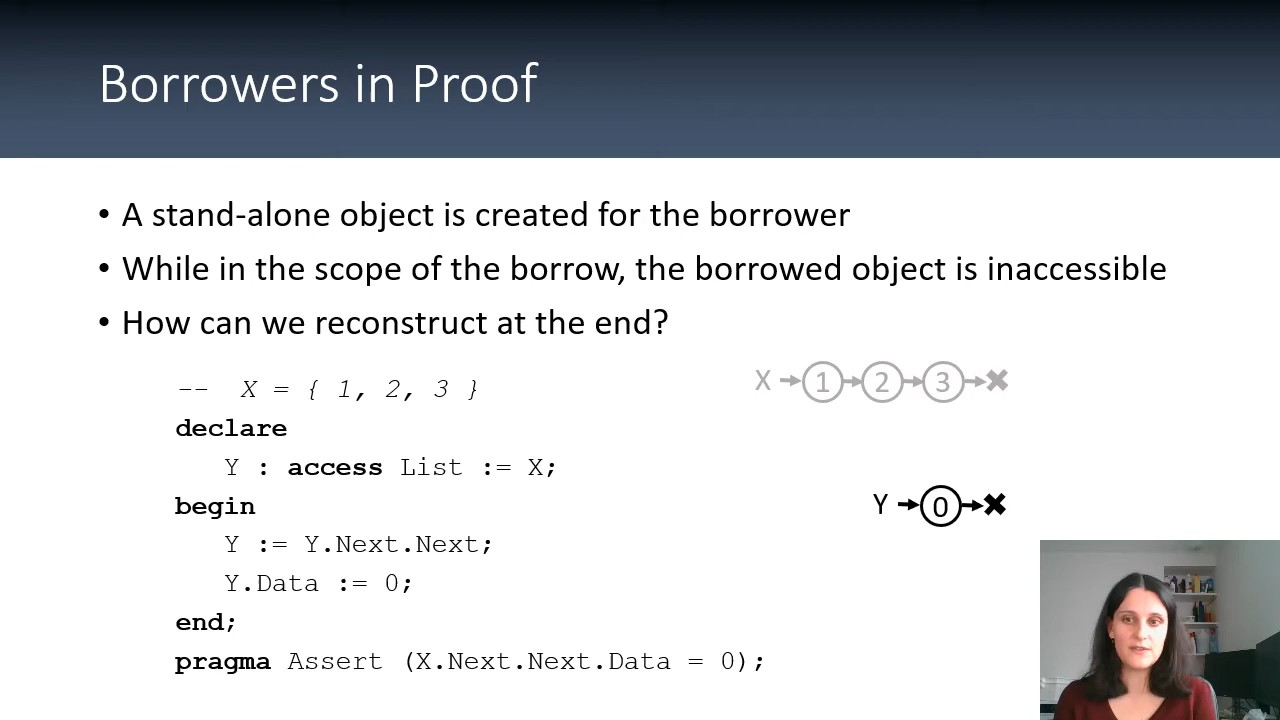 Borrowers in Proof
• A stand-alone object is created for the borrower
• While in the scope of the borrow, the borrowed object is inaccessible
• How can we reconstruct at the end?
-- X = { 1, 2, 3 }
declare
Y : access List := X;
begin
Y := Y.Next.Next;
Y.Data := 0;
end;
pragma Assert (X.Next.Next.Data = 0);
X 1 2 3
Y 0